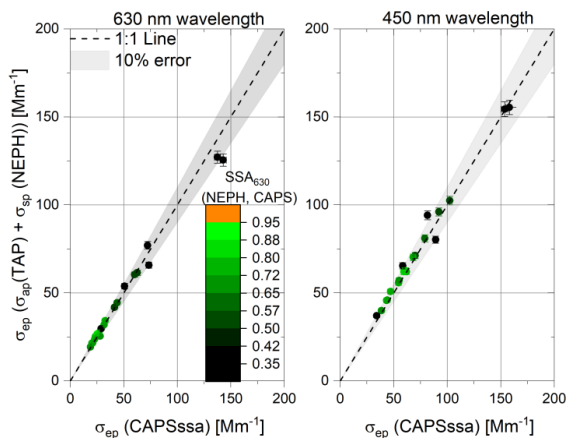 630 nm wavelength
450 nm wavelength
1:1 Line
10% error
σep (σap(TAP) + σsp (NEPH)) [Mm⁻¹]
200
150
100
50
0
SSA630
(NEPH, CAPS)
0.95
0.88
0.80
0.72
0.65
0.57
0.50
0.42
0.35
200
150
100
50
0
0 50 100 150 200
0 50 100 150 200
σep (CAPSssa) [Mm⁻¹]
σep (CAPSssa) [Mm⁻¹]